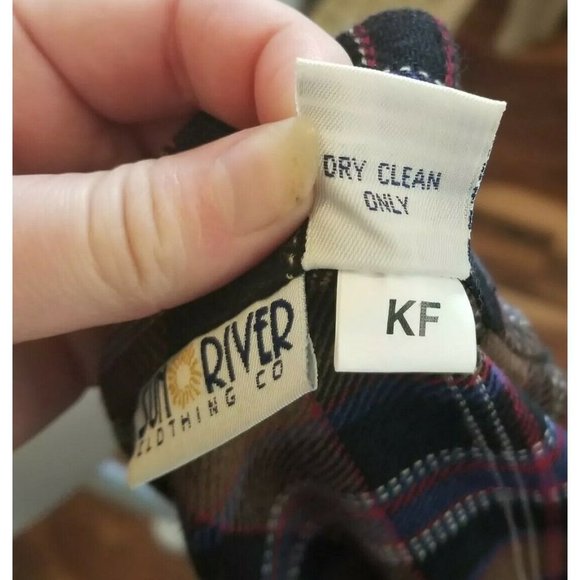 DRY CLEAN
ONLY
KF
SUN RIVER
CLOTHING CO